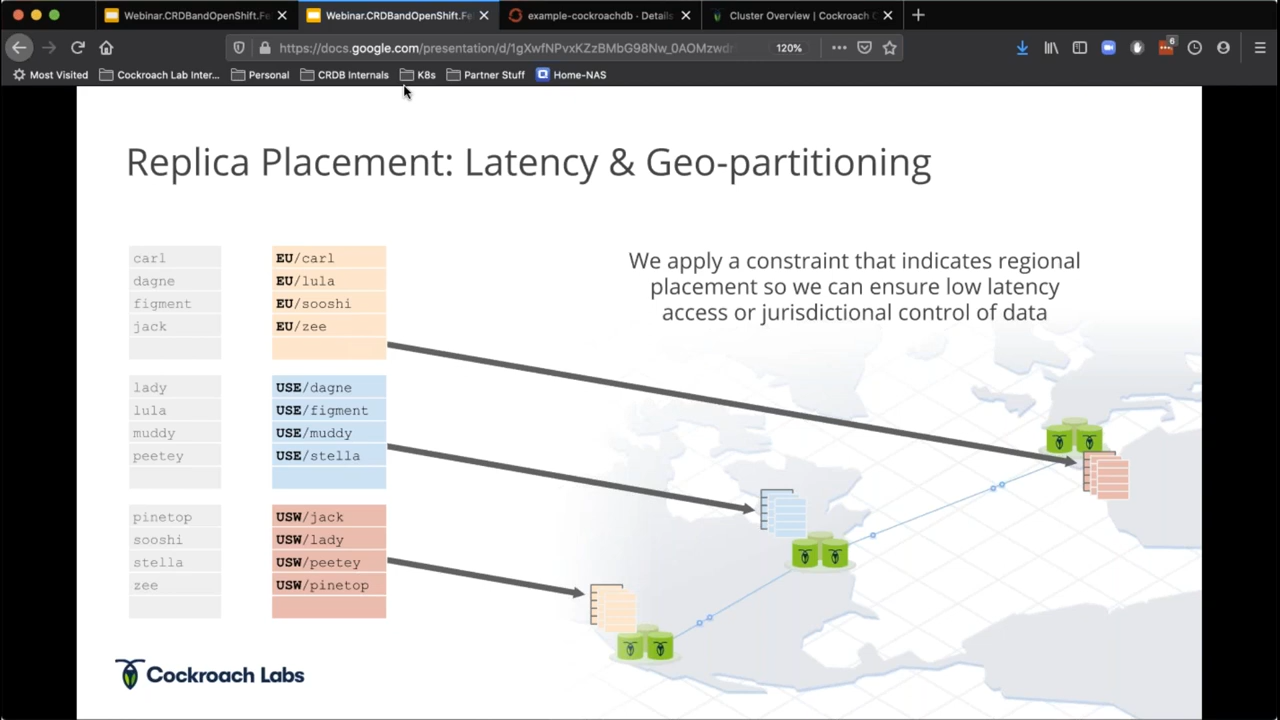 Webinar.CRDBandOpenShift.Fe
Webinar.CRDBandOpenShift.Fe
example-cockroachdb - Details
Cluster Overview | Cockroach C
https://docs.google.com/presentation/d/1gXwfNPvxKZzBMbG98Nw_0AOMzwd
120%
6
Most Visited
Cockroach Lab Inter...
Personal
CRDB Internals
K8s
Partner Stuff
Home-NAS
Replica Placement: Latency & Geo-partitioning
carl
dagne
figment
jack
lady
lula
muddy
peetey
pinetop
sooshi
stella
zee
EU/carl
EU/lula
EU/sooshi
EU/zee
USE/dagne
USE/figment
USE/muddy
USE/stella
USW/jack
USW/lady
USW/peetey
USW/pinetop
We apply a constraint that indicates regional
placement so we can ensure low latency
access or jurisdictional control of data
Cockroach Labs